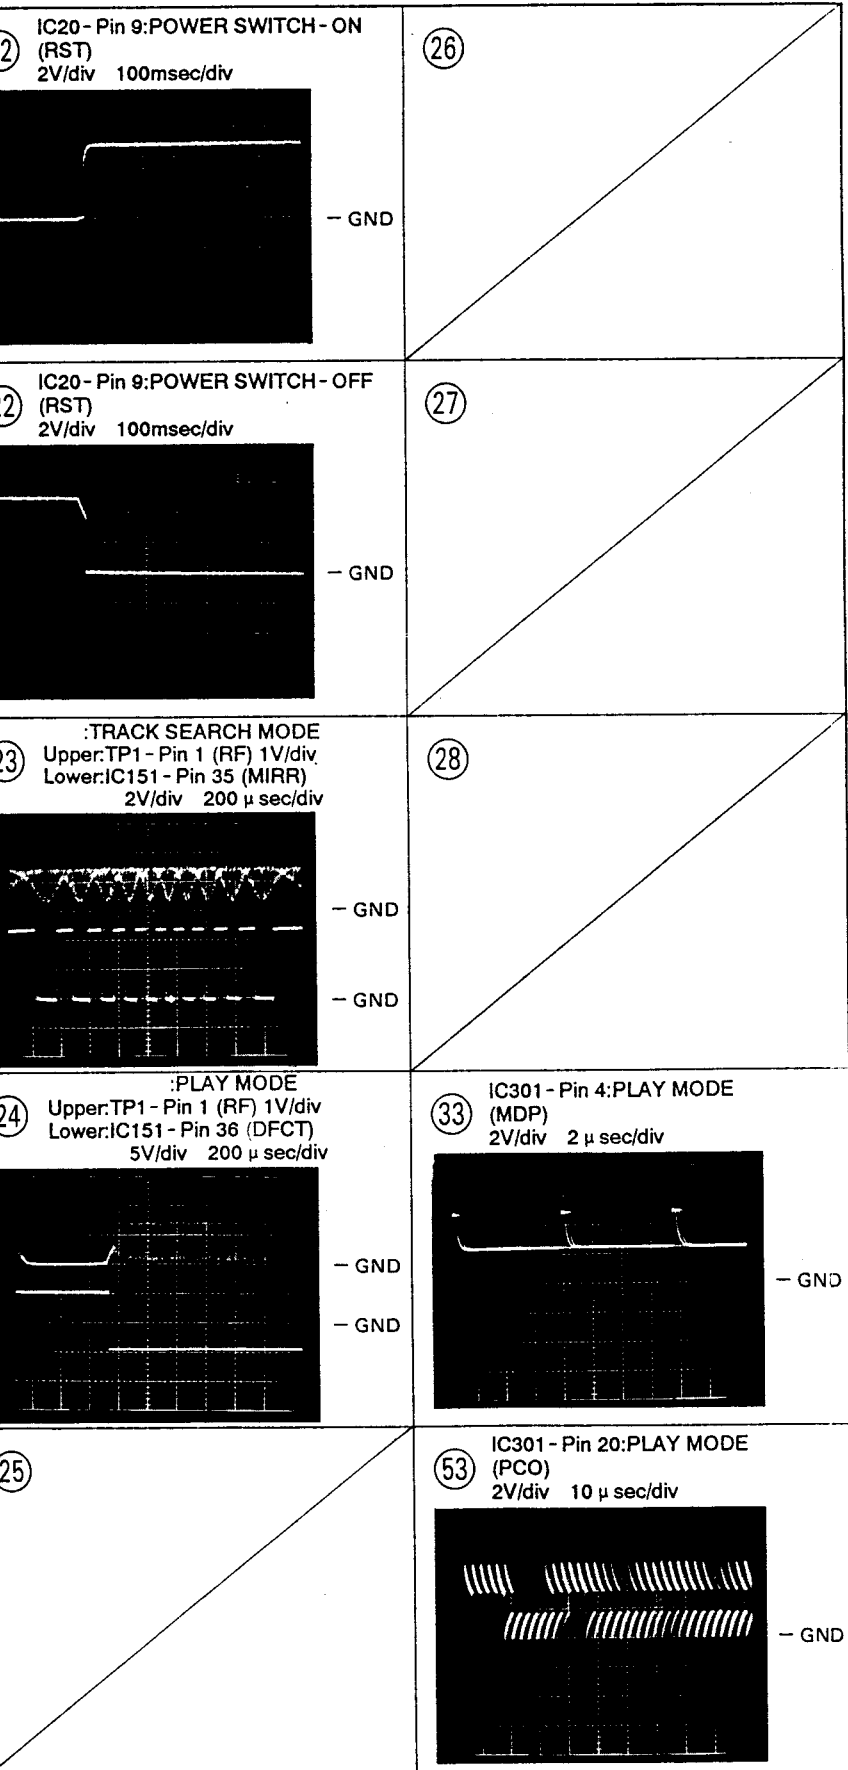 2
IC20-Pin 9:POWER SWITCH-ON
(RST)
2V/div 100msec/div
– GND
26
22
IC20-Pin 9:POWER SWITCH-OFF
(RST)
2V/div 100msec/div
– GND
27
23
:TRACK SEARCH MODE
Upper:TP1-Pin 1 (RF) 1V/div
Lower:IC151-Pin 35 (MIRR)
2V/div 200 μ sec/div
– GND
– GND
28
24
:PLAY MODE
Upper:TP1-Pin 1 (RF) 1V/div
Lower:IC151-Pin 36 (DFCT)
5V/div 200 μ sec/div
– GND
– GND
33
IC301-Pin 4:PLAY MODE
(MDP)
2V/div 2 μ sec/div
– GND
25
53
IC301-Pin 20:PLAY MODE
(PCO)
2V/div 10 μ sec/div
– GND